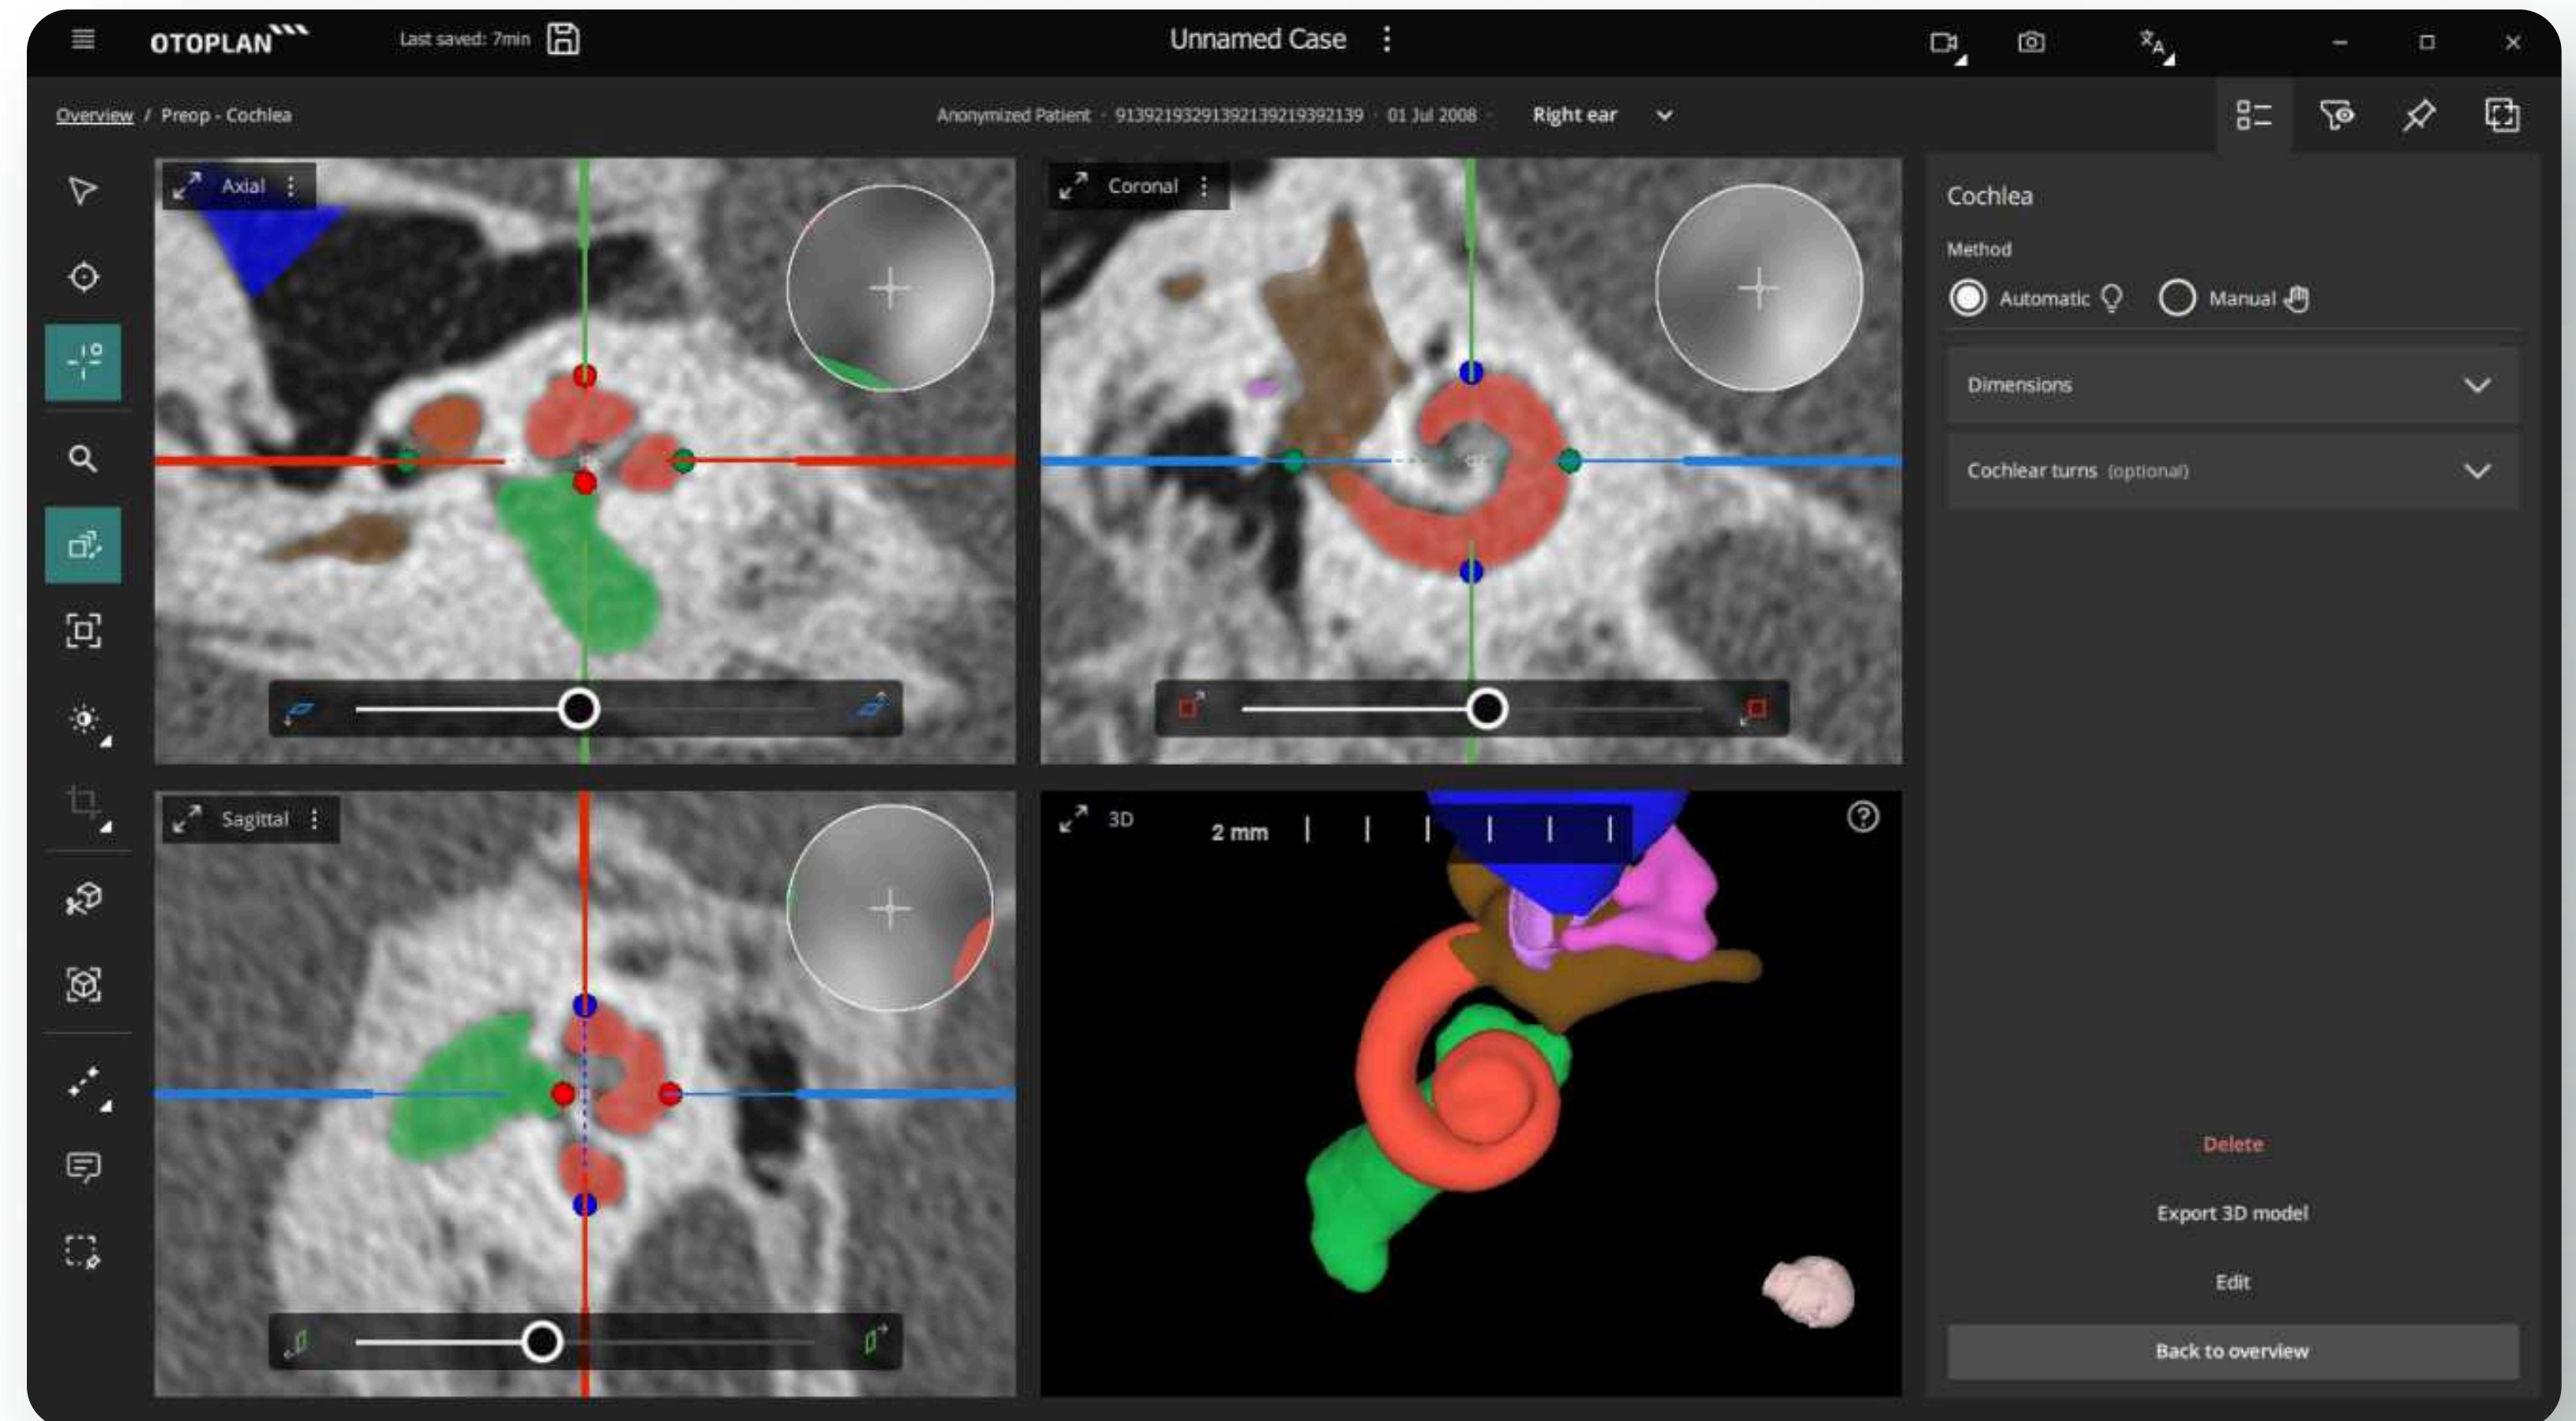 OTOPLAN
Last saved: 7min
Unnamed Case
Overview / Preop - Cochlea
Anonymized Patient · 9139219329139213921939213​9 · 01 Jul 2008 ·
Right ear
Axial
Coronal
Sagittal
3D
2 mm
Cochlea
Method
Automatic
Manual
Dimensions
Cochlear turns (optional)
Delete
Export 3D model
Edit
Back to overview